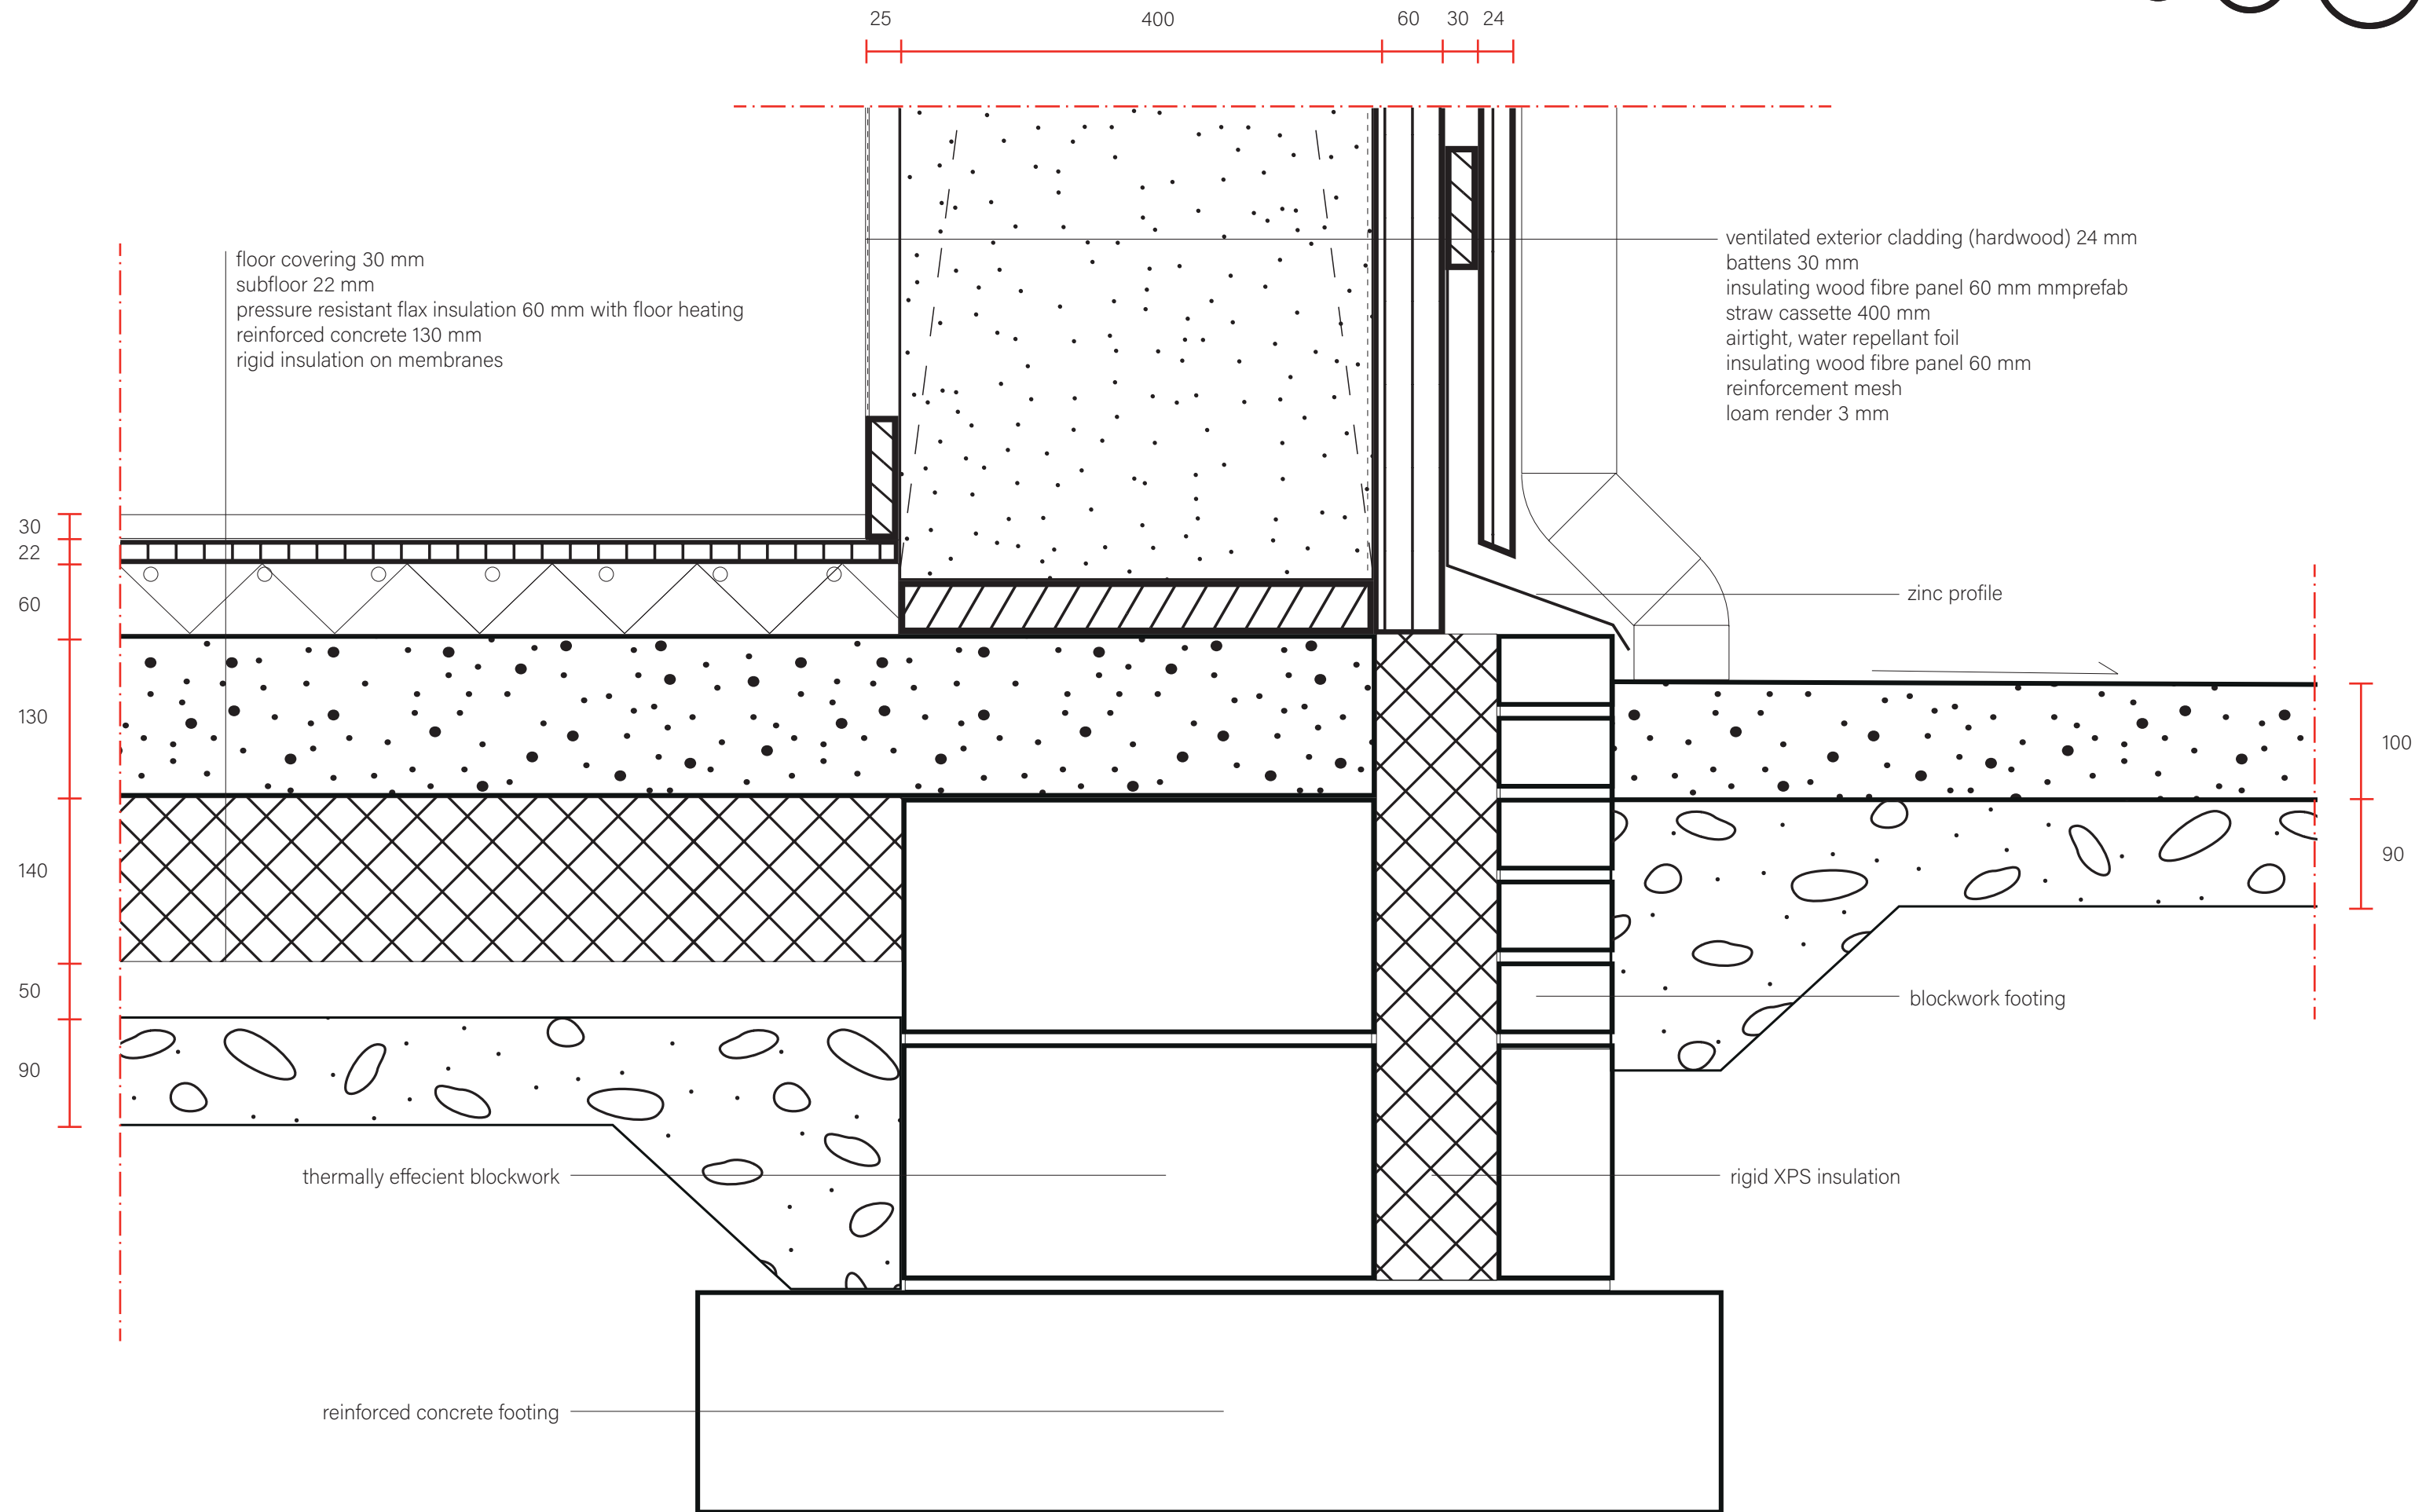 25 400 60 30 24
floor covering 30 mm
subfloor 22 mm
pressure resistant flax insulation 60 mm with floor heating
reinforced concrete 130 mm
rigid insulation on membranes
ventilated exterior cladding (hardwood) 24 mm
battens 30 mm
insulating wood fibre panel 60 mm mmprefab
straw cassette 400 mm
airtight, water repellant foil
insulating wood fibre panel 60 mm
reinforcement mesh
loam render 3 mm
30
22
60
130
140
50
90
zinc profile
100
90
blockwork footing
thermally effecient blockwork
rigid XPS insulation
reinforced concrete footing